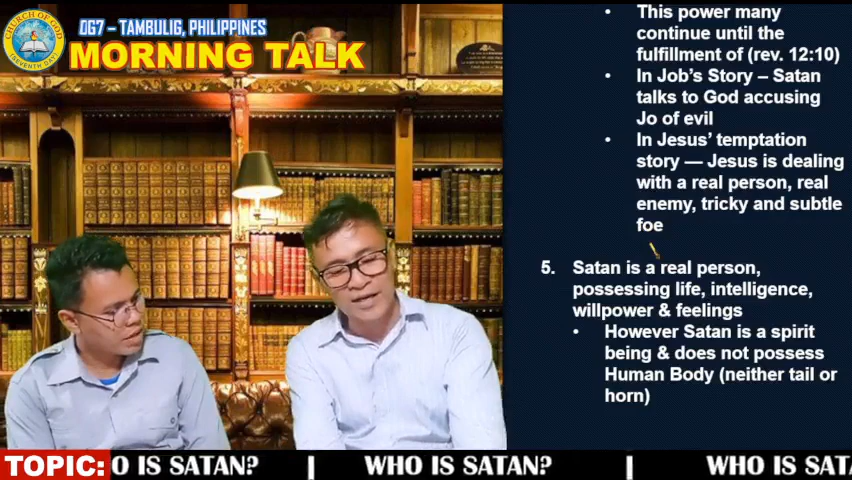 CHURCH OF GOD
(SEVENTH DAY)
067 – TAMBULIG, PHILIPPINES
MORNING TALK
• This power many
continue until the
fulfillment of (rev. 12:10)
• In Job's Story – Satan
talks to God accusing
Jo of evil
• In Jesus' temptation
story — Jesus is dealing
with a real person, real
enemy, tricky and subtle
foe
5. Satan is a real person,
possessing life, intelligence,
willpower & feelings
• However Satan is a spirit
being & does not possess
Human Body (neither tail or
horn)
TOPIC: O IS SATAN? | WHO IS SATAN? | WHO IS SATA